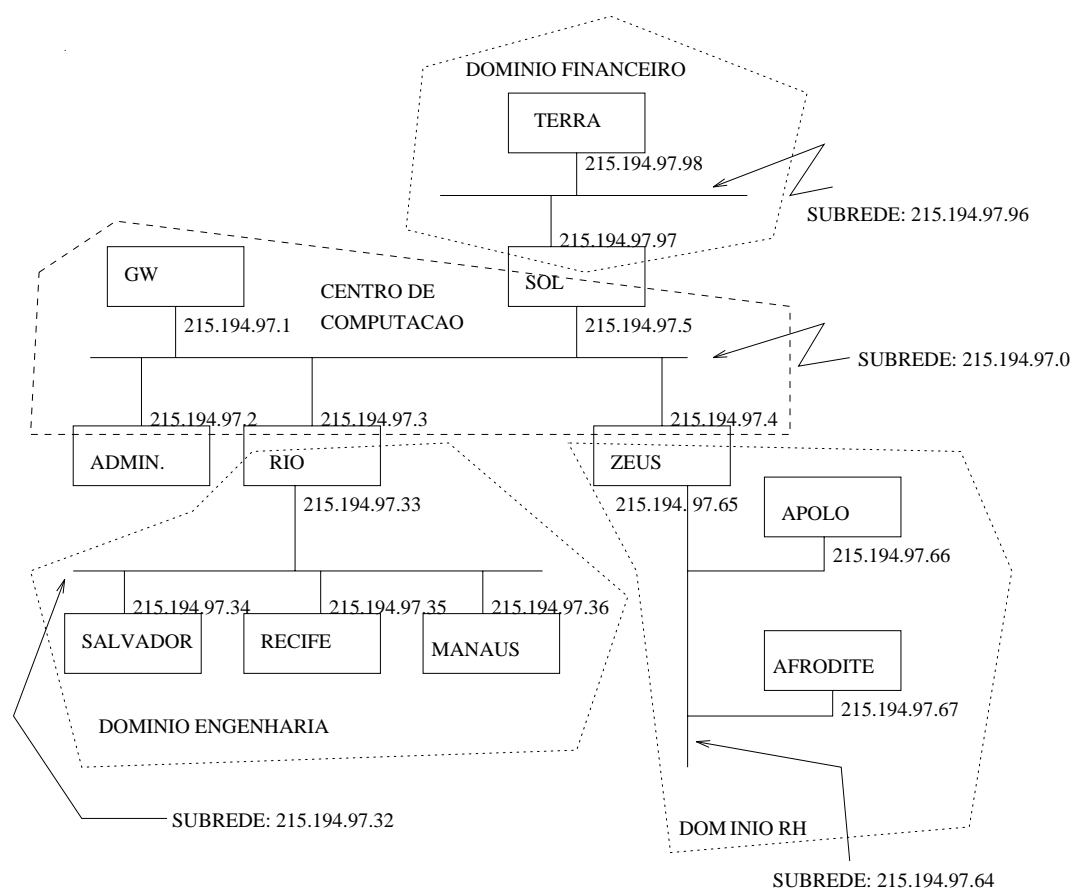 DOMINIO FINANCEIRO
TERRA
215.194.97.98
SUBREDE: 215.194.97.96
215.194.97.97
SOL
GW
CENTRO DE
COMPUTACAO
215.194.97.1
215.194.97.5
SUBREDE: 215.194.97.0
215.194.97.2
215.194.97.3
215.194.97.4
ADMIN.
RIO
ZEUS
215.194.97.33
215.194.97.65
APOLO
215.194.97.66
215.194.97.34
215.194.97.35
215.194.97.36
SALVADOR
RECIFE
MANAUS
AFRODITE
215.194.97.67
DOMINIO ENGENHARIA
SUBREDE: 215.194.97.32
DOMINIO RH
SUBREDE: 215.194.97.64